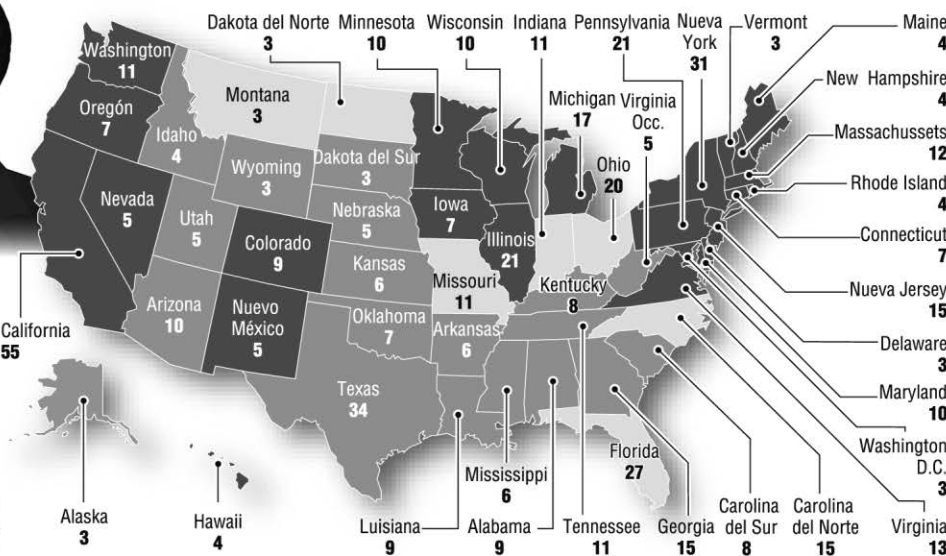 Dakota del Norte
3
Minnesota
10
Wisconsin
10
Indiana
11
Pennsylvania
21
Nueva
York
31
Vermont
3
Maine
4
Washington
11
Montana
3
Michigan
17
Virginia
Occ.
5
New Hampshire
4
Oregón
7
Idaho
4
Wyoming
3
Dakota del Sur
3
Ohio
20
Massachussets
12
Rhode Island
4
Nevada
5
Utah
5
Colorado
9
Nebraska
5
Iowa
7
Illinois
21
Connecticut
7
Kansas
6
Missouri
11
Kentucky
8
Nueva Jersey
15
California
55
Arizona
10
Nuevo
México
5
Oklahoma
7
Arkansas
6
Delaware
3
Texas
34
Maryland
10
Florida
27
Washington
D.C.
3
Mississippi
6
Alaska
3
Hawaii
4
Luisiana
9
Alabama
9
Tennessee
11
Georgia
15
Carolina
del Sur
8
Carolina
del Norte
15
Virginia
13